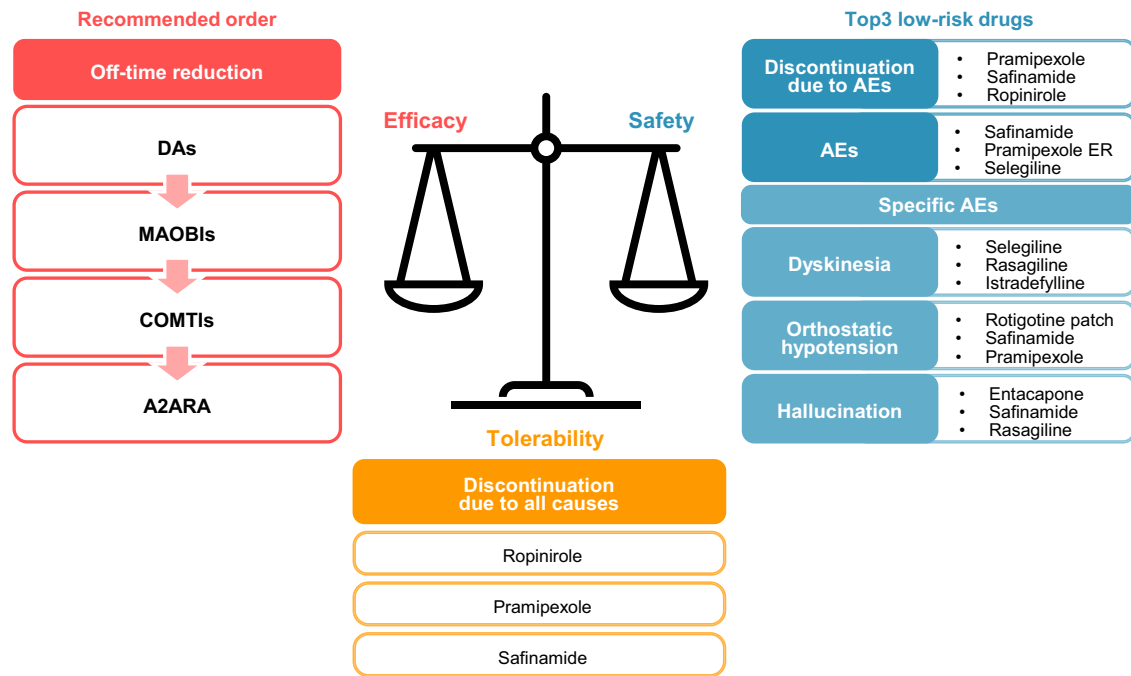 Recommended order
Off-time reduction
DAs
MAOBIs
COMTIs
A2ARA
Efficacy
Safety
Tolerability
Discontinuation
due to all causes
Ropinirole
Pramipexole
Safinamide
Top3 low-risk drugs
Discontinuation
due to AEs
• Pramipexole
• Safinamide
• Ropinirole
AEs
• Safinamide
• Pramipexole ER
• Selegiline
Specific AEs
Dyskinesia
• Selegiline
• Rasagiline
• Istradefylline
Orthostatic
hypotension
• Rotigotine patch
• Safinamide
• Pramipexole
Hallucination
• Entacapone
• Safinamide
• Rasagiline